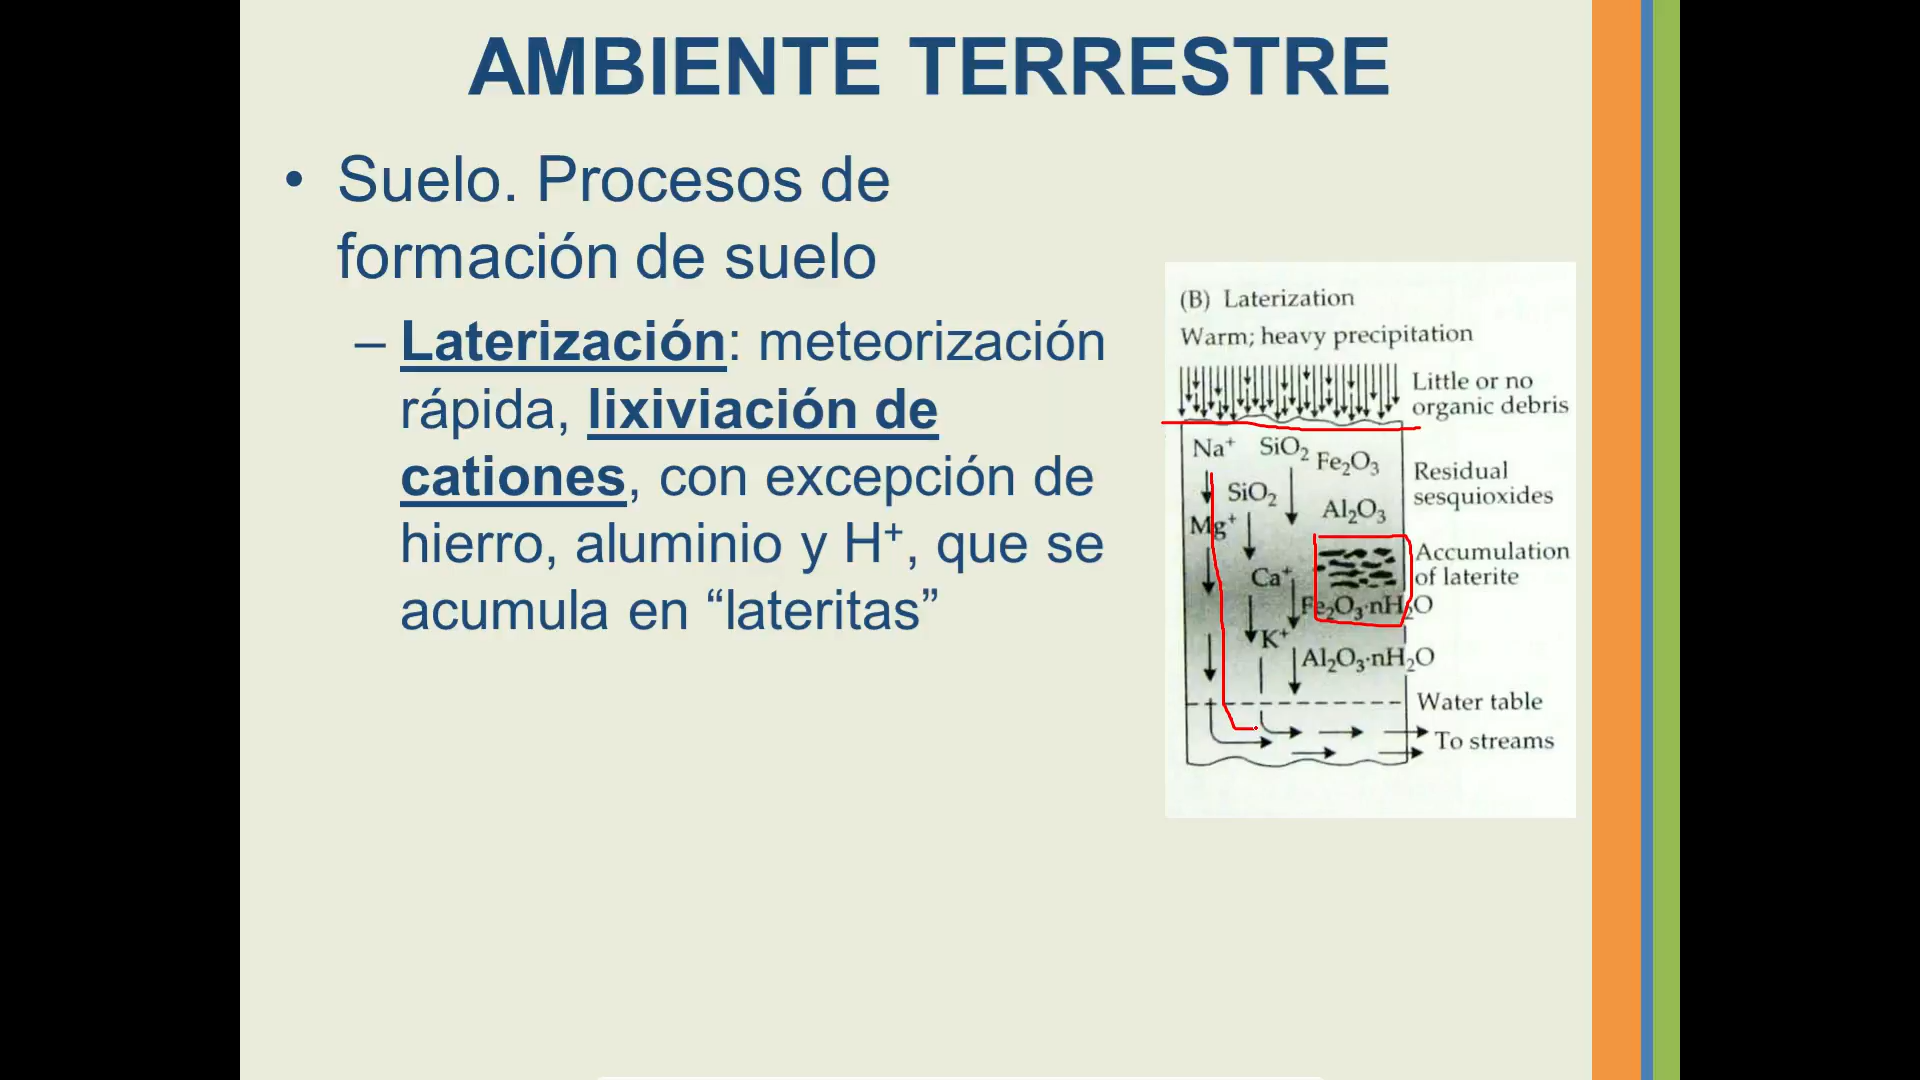 AMBIENTE TERRESTRE
• Suelo. Procesos de
formación de suelo
– Laterización: meteorización
rápida, lixiviación de
cationes, con excepción de
hierro, aluminio y H⁺, que se
acumula en “lateritas”
(B) Laterization
Warm; heavy precipitation
Little or no
organic debris
Na⁺ SiO₂ Fe₂O₃
Residual
sesquioxides
SiO₂
Al₂O₃
Mg⁺
Accumulation
of laterite
Ca⁺
Fe₂O₃·nH₂O
K⁺
Al₂O₃·nH₂O
Water table
To streams